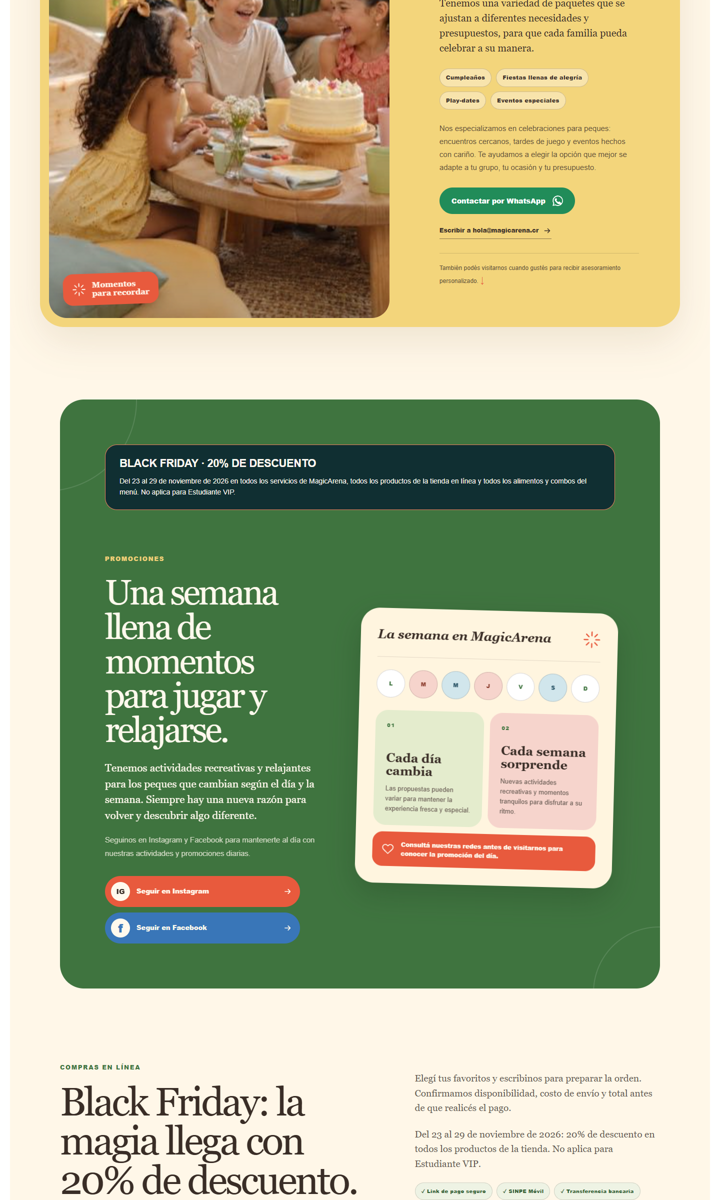 Tenemos una variedad de paquetes que se
ajustan a diferentes necesidades y
presupuestos, para que cada familia pueda
celebrar a su manera.
Cumpleaños
Fiestas llenas de alegría
Play-dates
Eventos especiales
Nos especializamos en celebraciones para peques:
encuentros cercanos, tardes de juego y eventos hechos
con cariño. Te ayudamos a elegir la opción que mejor se
adapte a tu grupo, tu ocasión y tu presupuesto.
Contactar por WhatsApp
Escribir a hola@magicarena.cr →
También podés visitarnos cuando gustés para recibir asesoramiento
personalizado.
Momentos
para recordar
BLACK FRIDAY · 20% DE DESCUENTO
Del 23 al 29 de noviembre de 2026 en todos los servicios de MagicArena, todos los productos de la tienda en línea y todos los alimentos y combos del
menú. No aplica para Estudiante VIP.
PROMOCIONES
Una semana
llena de
momentos
para jugar y
relajarse.
Tenemos actividades recreativas y relajantes
para los peques que cambian según el día y la
semana. Siempre hay una nueva razón para
volver y descubrir algo diferente.
Seguinos en Instagram y Facebook para mantenerte al día con
nuestras actividades y promociones diarias.
IG Seguir en Instagram →
f Seguir en Facebook →
La semana en MagicArena
L M M J V S D
01
Cada día
cambia
Las propuestas pueden
variar para mantener la
experiencia fresca y especial.
02
Cada semana
sorprende
Nuevas actividades
recreativas y momentos
tranquilos para disfrutar a su
ritmo.
Consultá nuestras redes antes de visitarnos para
conocer la promoción del día.
COMPRAS EN LÍNEA
Black Friday: la
magia llega con
20% de descuento.
Elegí tus favoritos y escribinos para preparar la orden.
Confirmamos disponibilidad, costo de envío y total antes
de que realicés el pago.
Del 23 al 29 de noviembre de 2026: 20% de descuento en
todos los productos de la tienda. No aplica para
Estudiante VIP.
✓ Link de pago seguro
✓ SINPE Móvil
✓ Transferencia bancaria